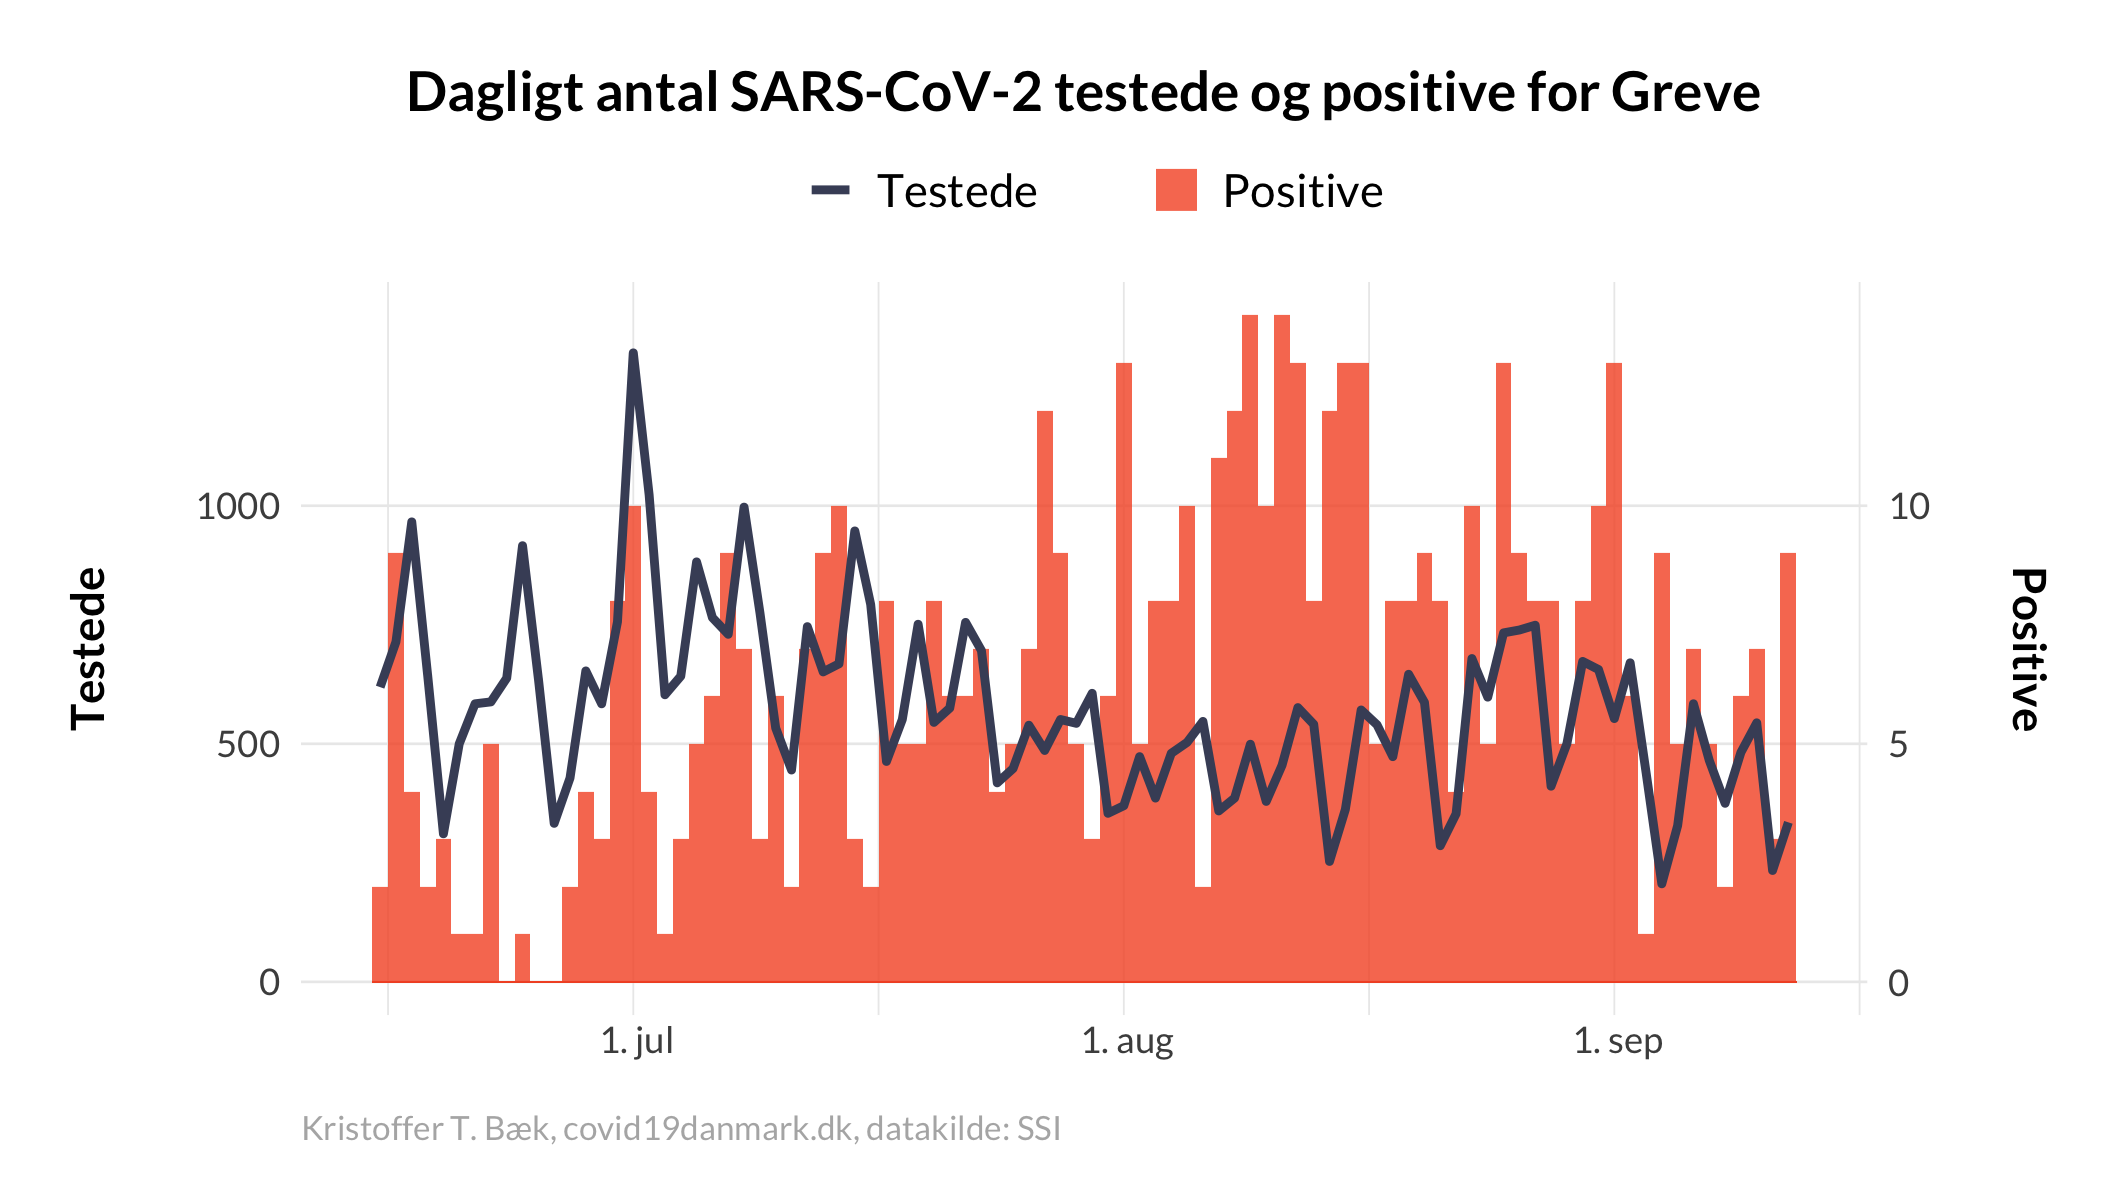 Dagligt antal SARS-CoV-2 testede og positive for Greve
Testede
Positive
1000
500
0
Testede
10
5
0
Positive
1. jul
1. aug
1. sep
Kristoffer T. Bæk, covid19danmark.dk, datakilde: SSI